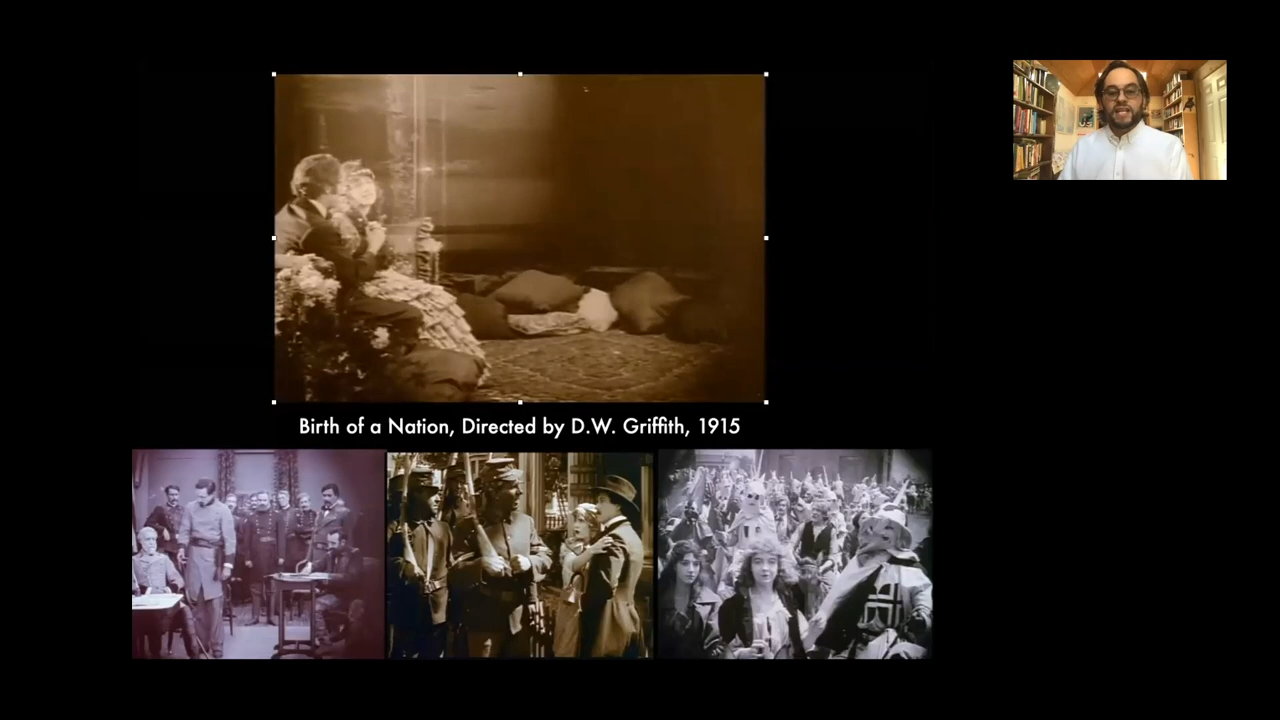 Birth of a Nation, Directed by D.W. Griffith, 1915